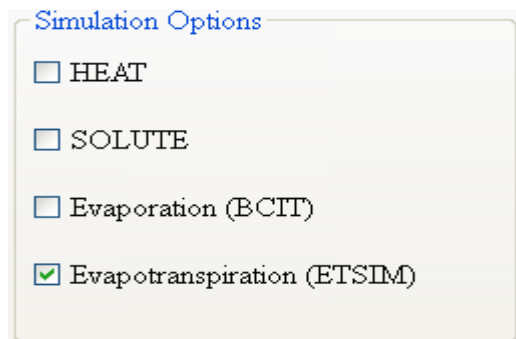 Simulation Options
HEAT
SOLUTE
Evaporation (BCIT)
Evapotranspiration (ETSIM)